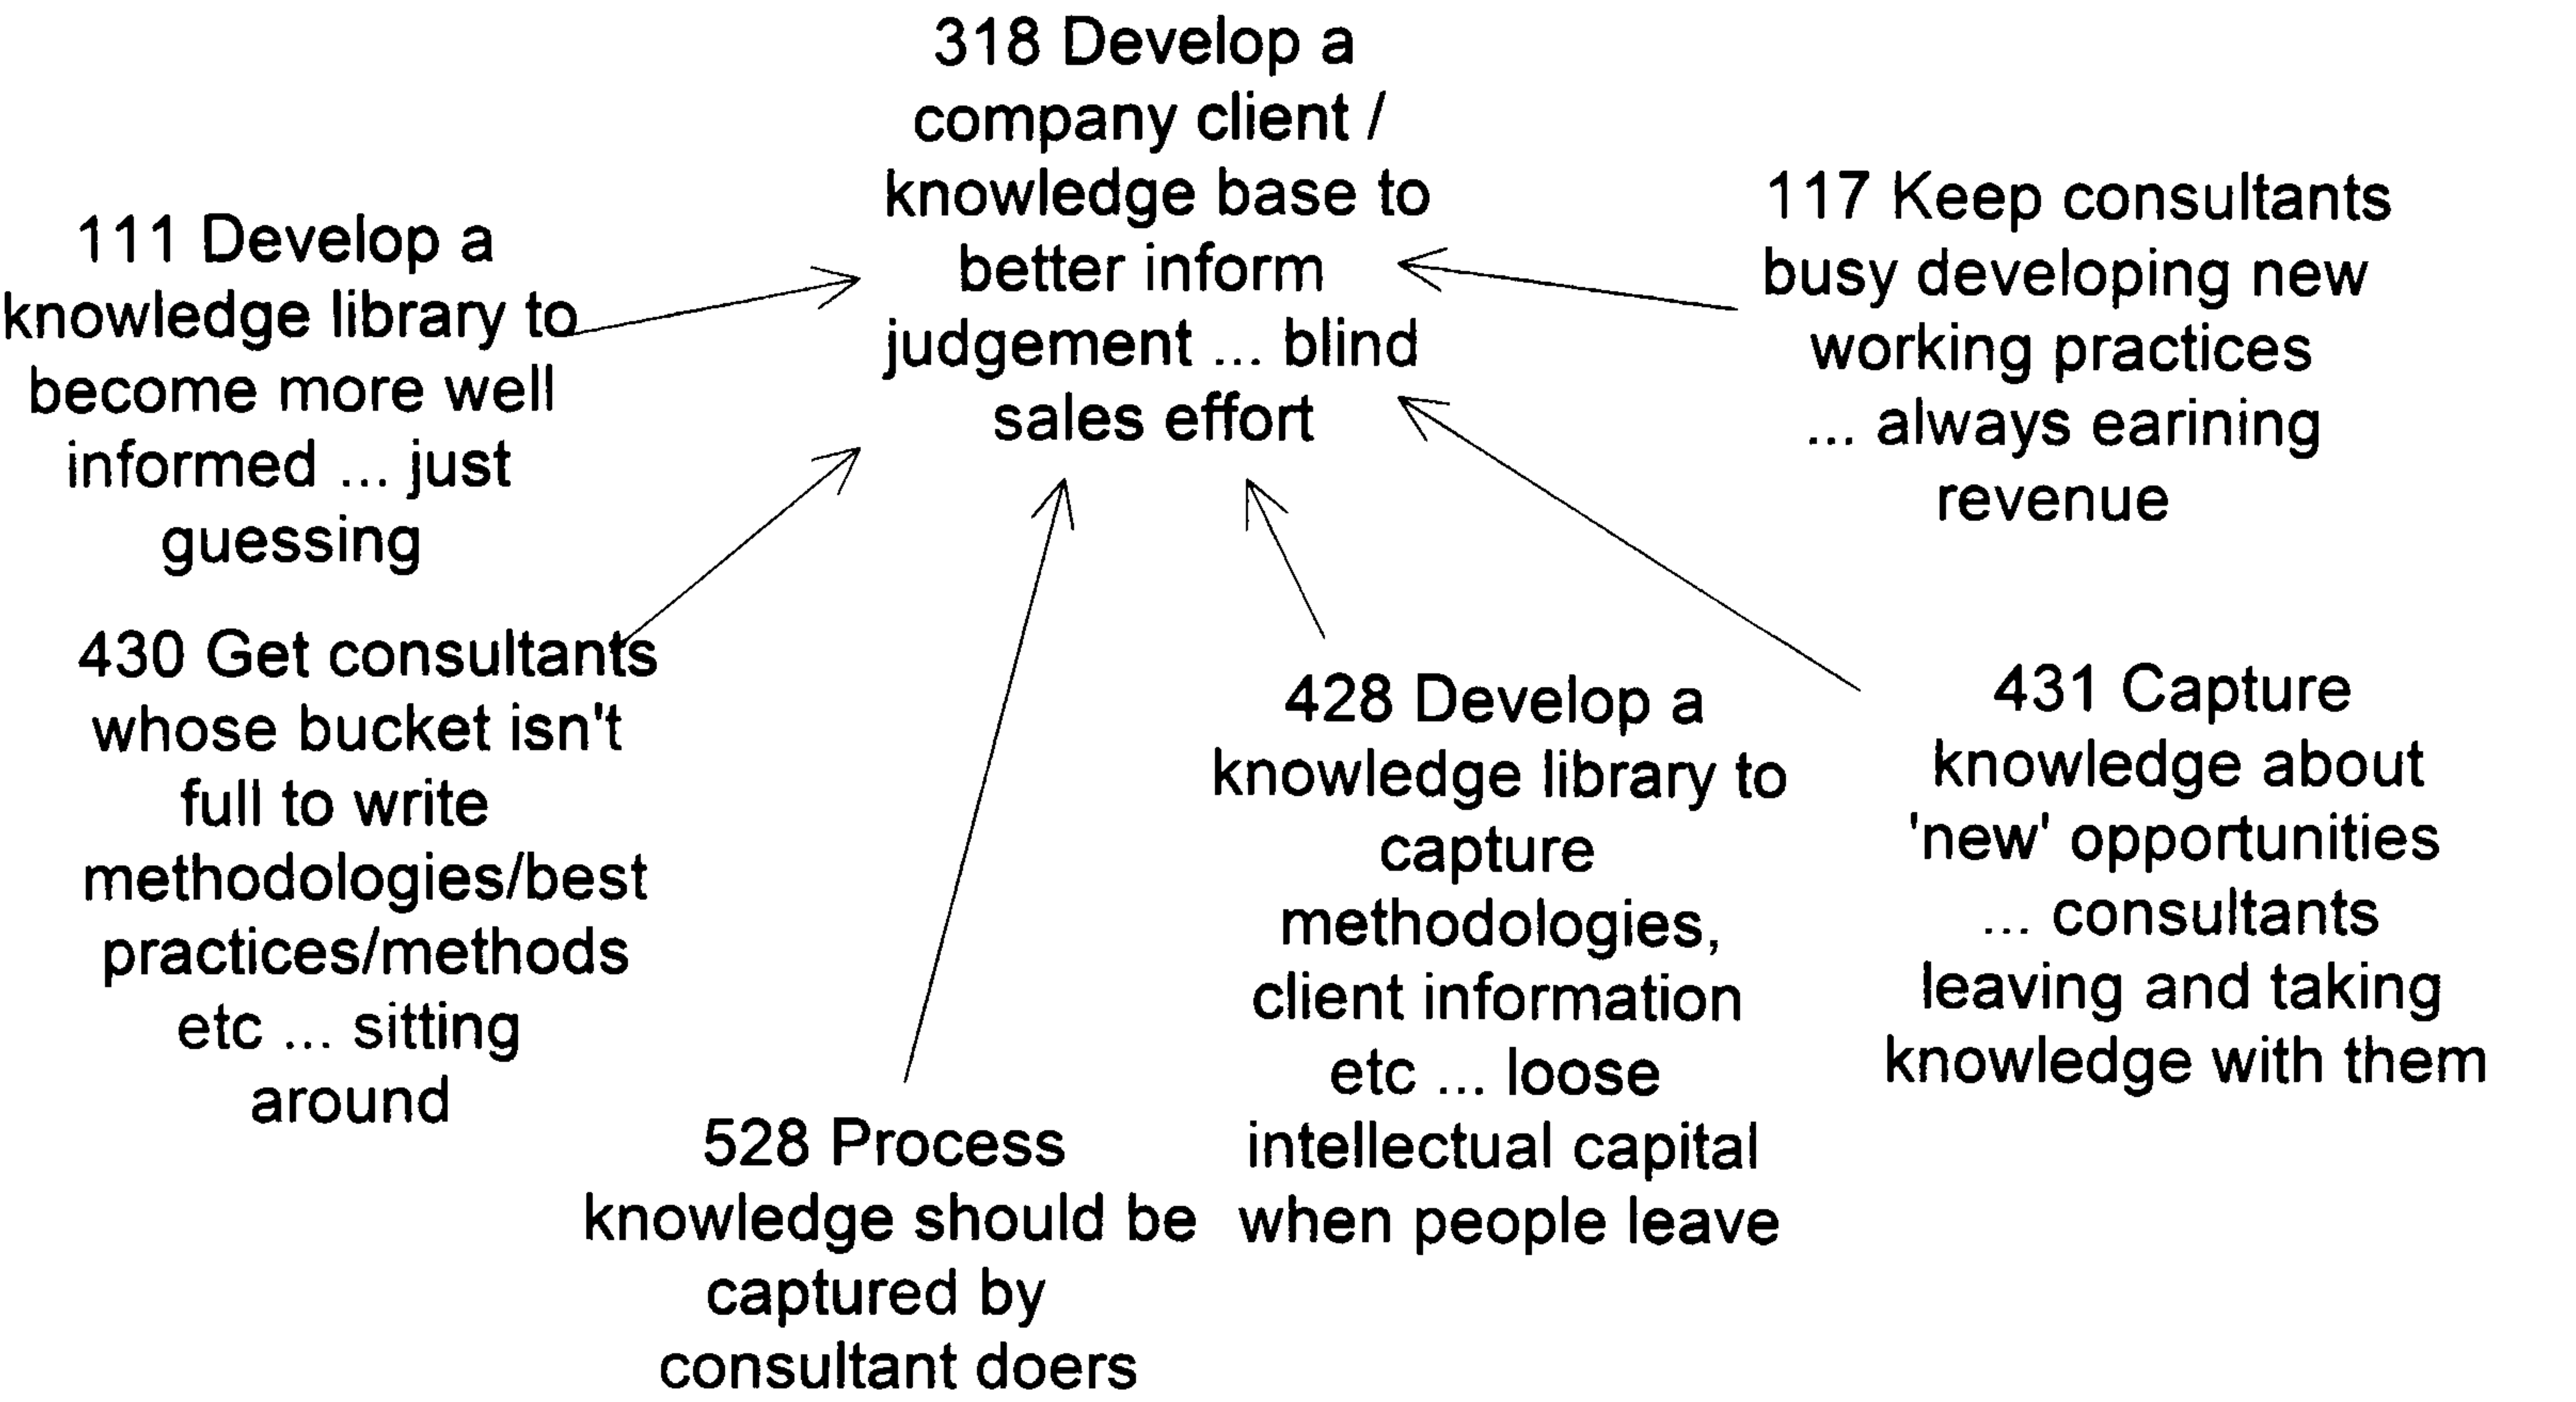 318 Develop a
company client /
knowledge base to
better inform
judgement ... blind
sales effort
111 Develop a
knowledge library to
become more well
informed ... just
guessing
117 Keep consultants
busy developing new
working practices
... always earining
revenue
430 Get consultants
whose bucket isn't
full to write
methodologies/best
practices/methods
etc ... sitting
around
528 Process
knowledge should be
captured by
consultant doers
428 Develop a
knowledge library to
capture
methodologies,
client information
etc ... loose
intellectual capital
when people leave
431 Capture
knowledge about
'new' opportunities
... consultants
leaving and taking
knowledge with them